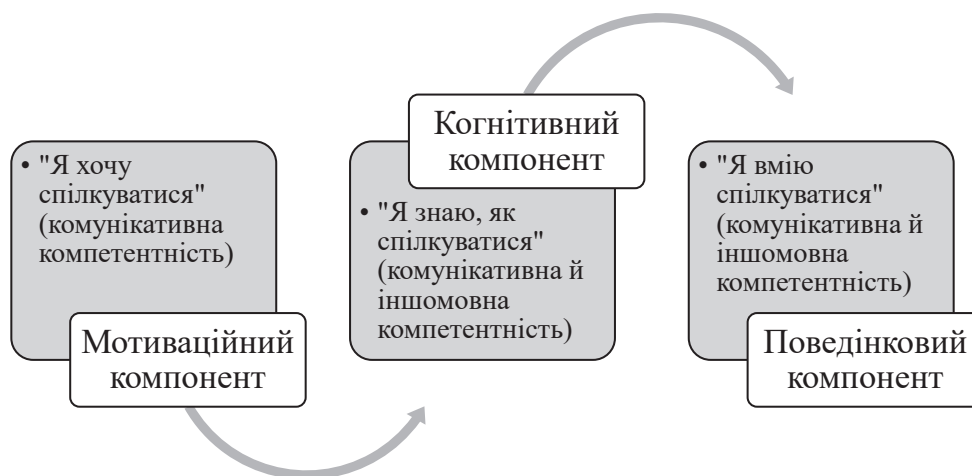 • "Я хочу
спілкуватися"
(комунікативна
компетентність)
Мотиваційний
компонент
Когнітивний
компонент
• "Я знаю, як
спілкуватися"
(комунікативна й
іншомовна
компетентність)
• "Я вмію
спілкуватися"
(комунікативна й
іншомовна
компетентність)
Поведінковий
компонент